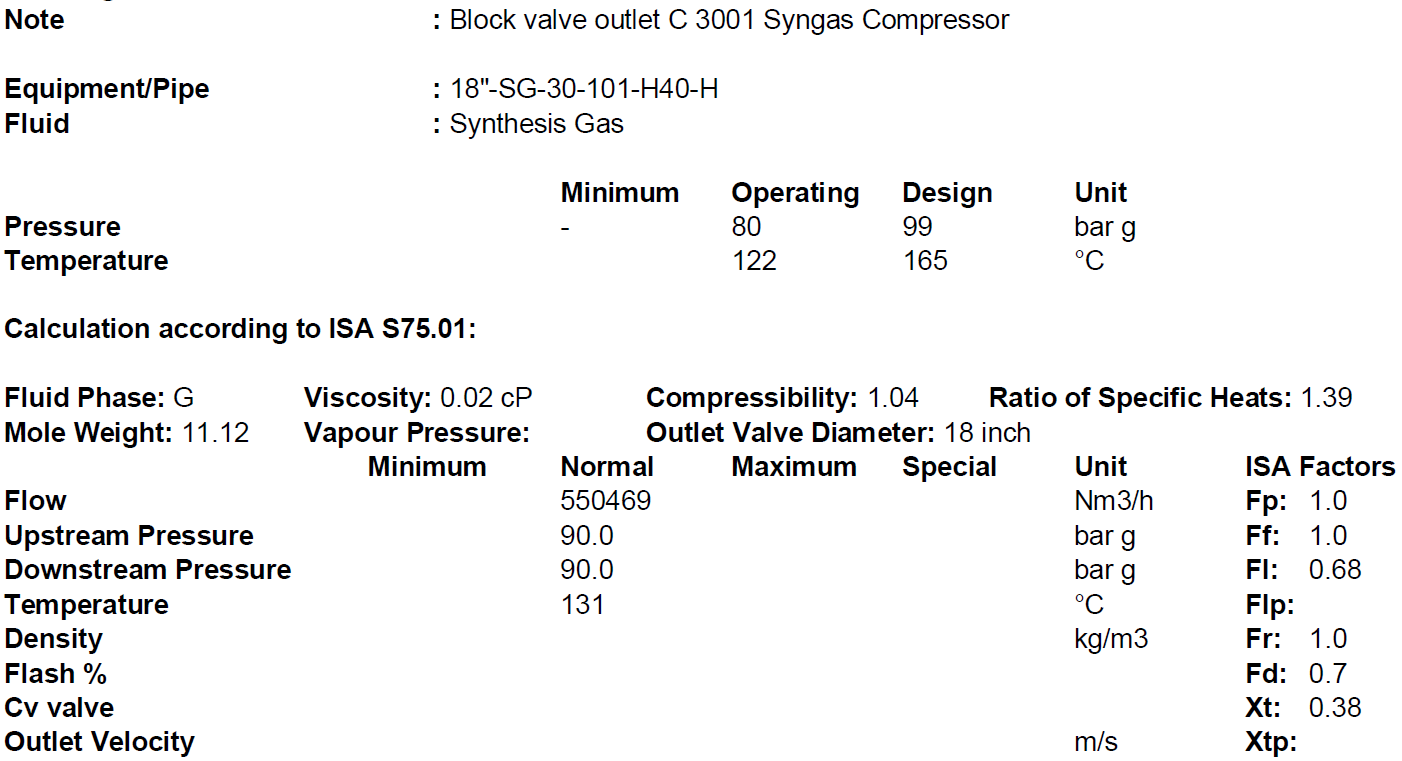 Note : Block valve outlet C 3001 Syngas Compressor
Equipment/Pipe : 18"-SG-30-101-H40-H
Fluid : Synthesis Gas
Minimum Operating Design Unit
Pressure - 80 99 bar g
Temperature 122 165 °C
Calculation according to ISA S75.01:
Fluid Phase: G Viscosity: 0.02 cP Compressibility: 1.04 Ratio of Specific Heats: 1.39
Mole Weight: 11.12 Vapour Pressure: Outlet Valve Diameter: 18 inch
Minimum Normal Maximum Special Unit ISA Factors
Flow 550469 Nm3/h Fp: 1.0
Upstream Pressure 90.0 bar g Ff: 1.0
Downstream Pressure 90.0 bar g Fl: 0.68
Temperature 131 °C Flp:
Density kg/m3 Fr: 1.0
Flash % Fd: 0.7
Cv valve Xt: 0.38
Outlet Velocity m/s Xtp: